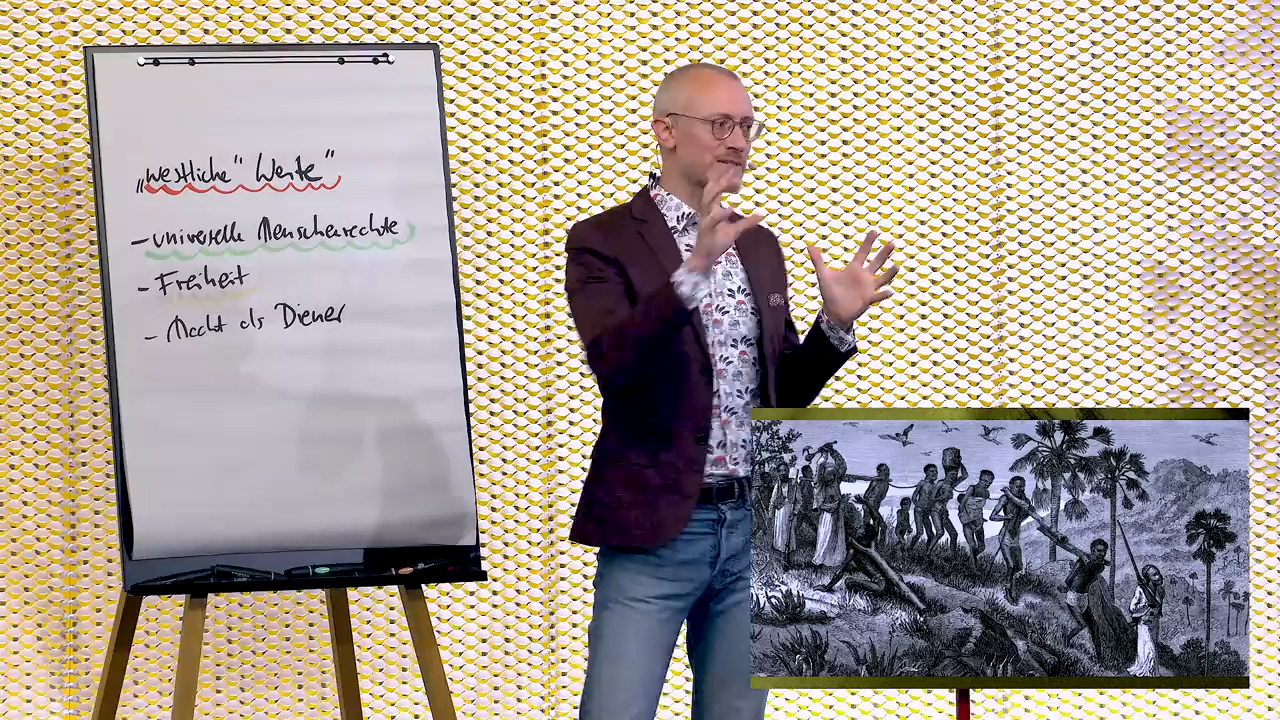 „westliche" Werte"
- universelle Menschenrechte
- Freiheit
- Macht als Diener